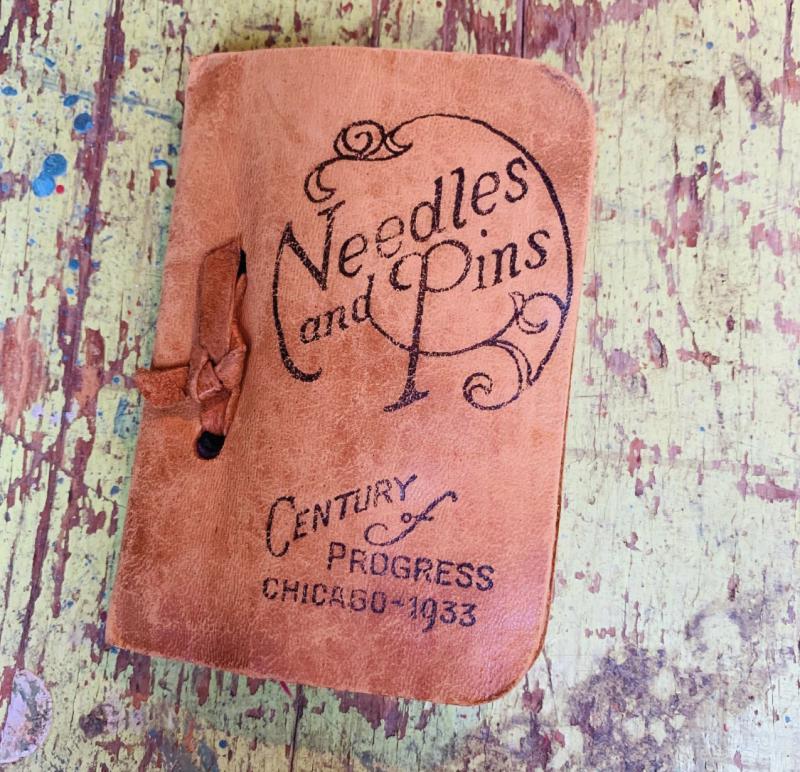 Needles
and Pins
CENTURY
of
PROGRESS
CHICAGO-1933